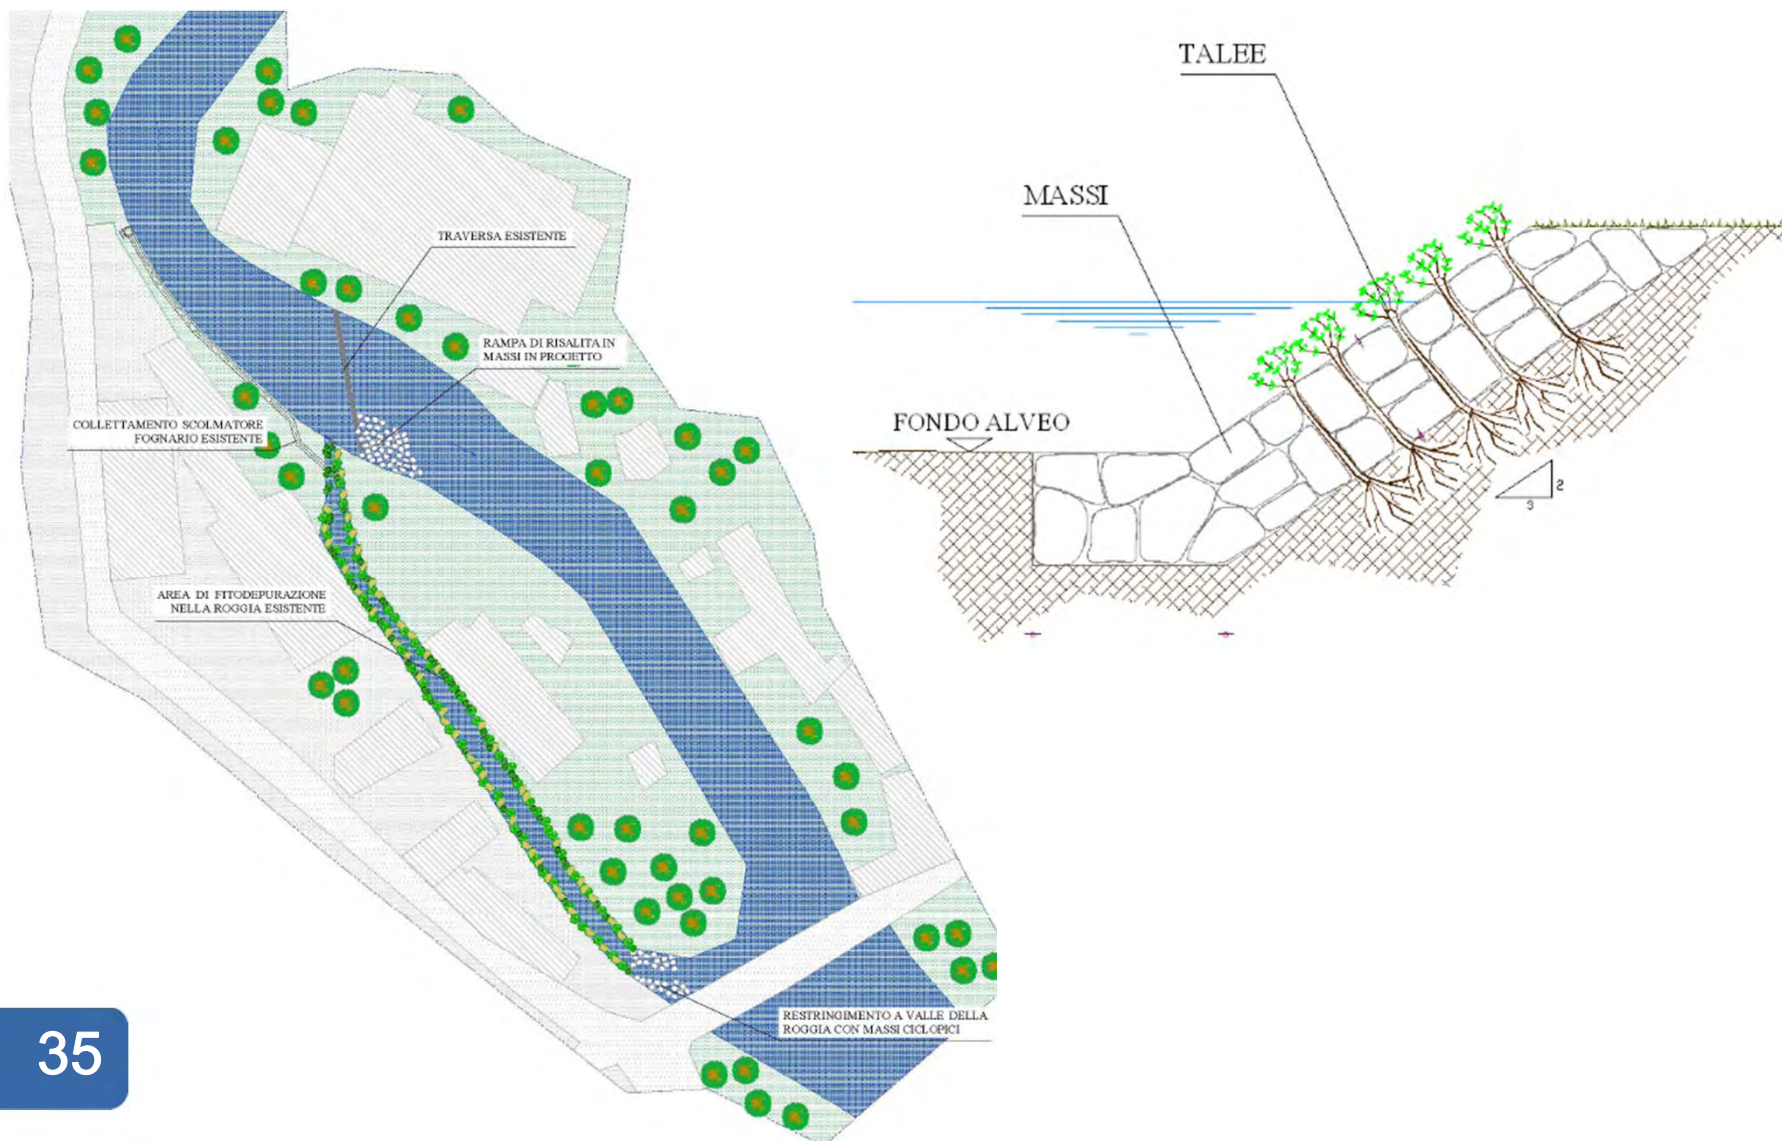 TRAVERSA ESISTENTE
RAMPA DI RISALITA IN
MASSI IN PROGETTO
COLLETTAMENTO SCOLMATORE
FOGNARIO ESISTENTE
AREA DI FITODEPURAZIONE
NELLA ROGGIA ESISTENTE
RESTRINGIMENTO A VALLE DELLA
ROGGIA CON MASSI CICLOPICI
35
TALEE
MASSI
FONDO ALVEO
2
3